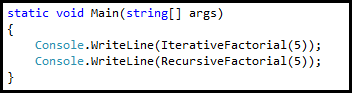 static void Main(string[] args)
{
    Console.WriteLine(IterativeFactorial(5));
    Console.WriteLine(RecursiveFactorial(5));
}